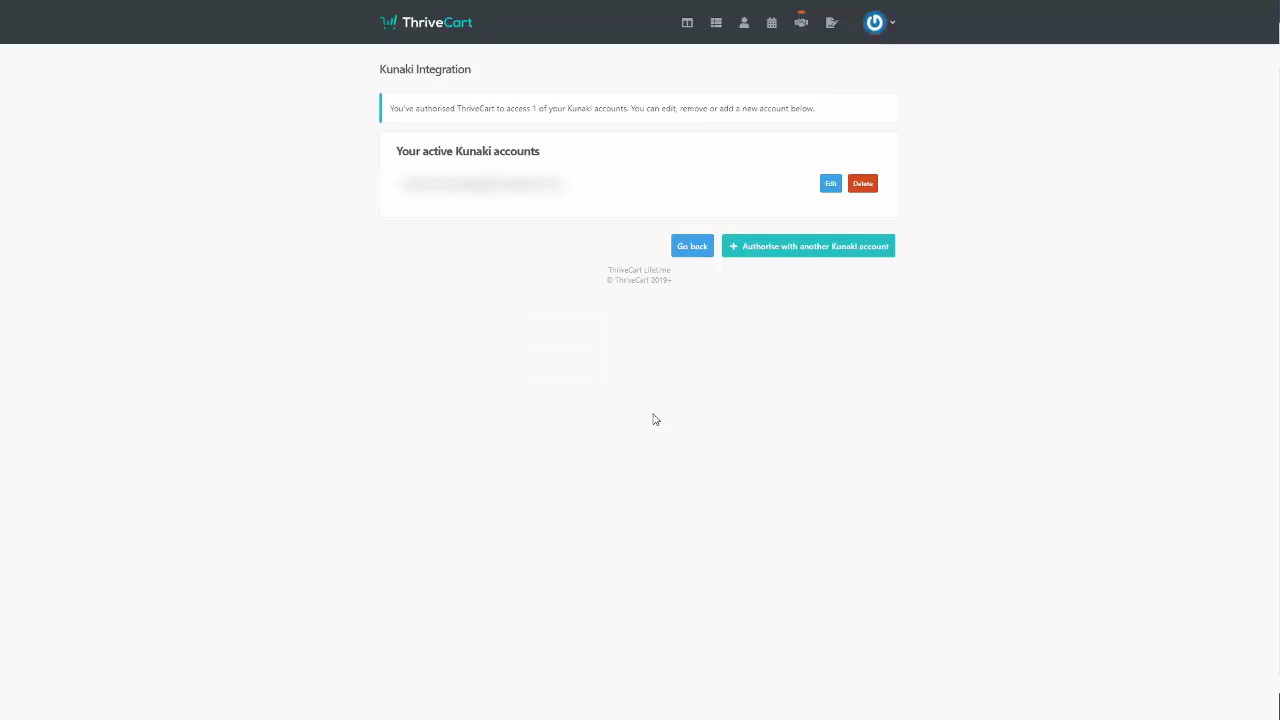 ThriveCart
Kunaki Integration
You've authorised ThriveCart to access 1 of your Kunaki accounts. You can edit, remove or add a new account below.
Your active Kunaki accounts
Edit
Delete
Go back
+ Authorise with another Kunaki account
ThriveCart Lifetime
© ThriveCart 2019+